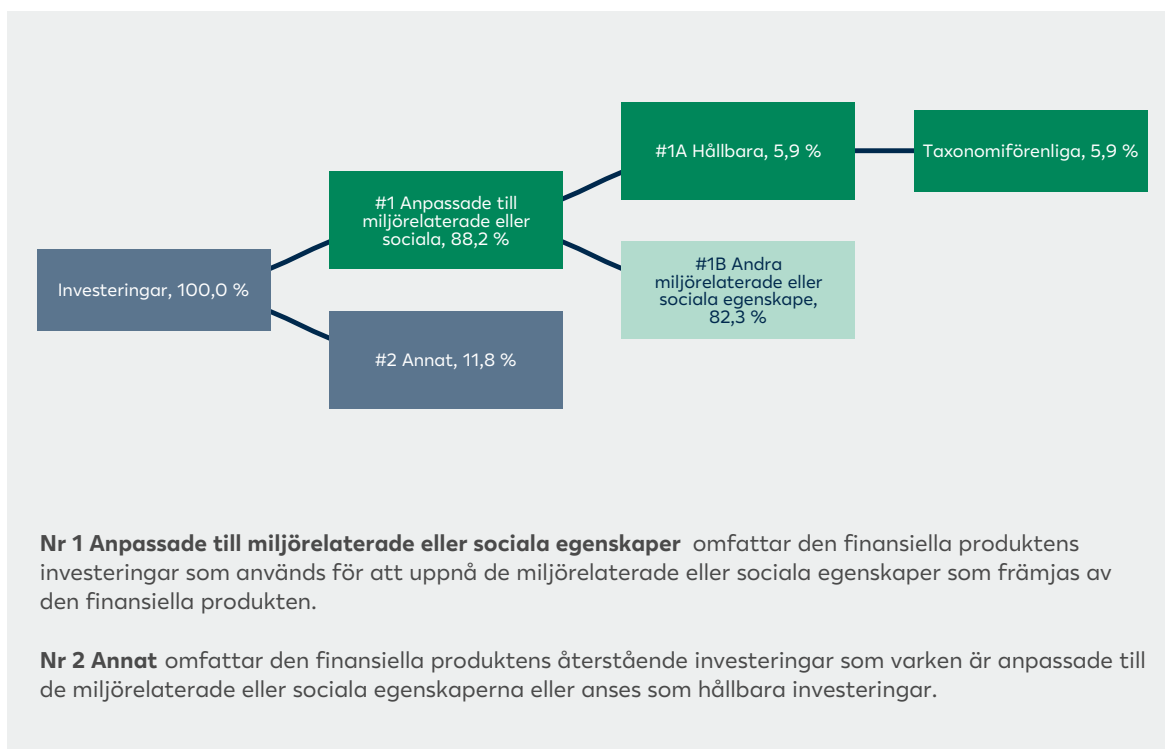 #1A Hållbara, 5,9 %
Taxonomiförenliga, 5,9 %
#1 Anpassade till
miljörelaterade eller
sociala, 88,2 %
#1B Andra
miljörelaterade eller
sociala egenskape,
82,3 %
Investeringar, 100,0 %
#2 Annat, 11,8 %
Nr 1 Anpassade till miljörelaterade eller sociala egenskaper omfattar den finansiella produktens
investeringar som används för att uppnå de miljörelaterade eller sociala egenskaper som främjas av
den finansiella produkten.
Nr 2 Annat omfattar den finansiella produktens återstående investeringar som varken är anpassade till
de miljörelaterade eller sociala egenskaperna eller anses som hållbara investeringar.